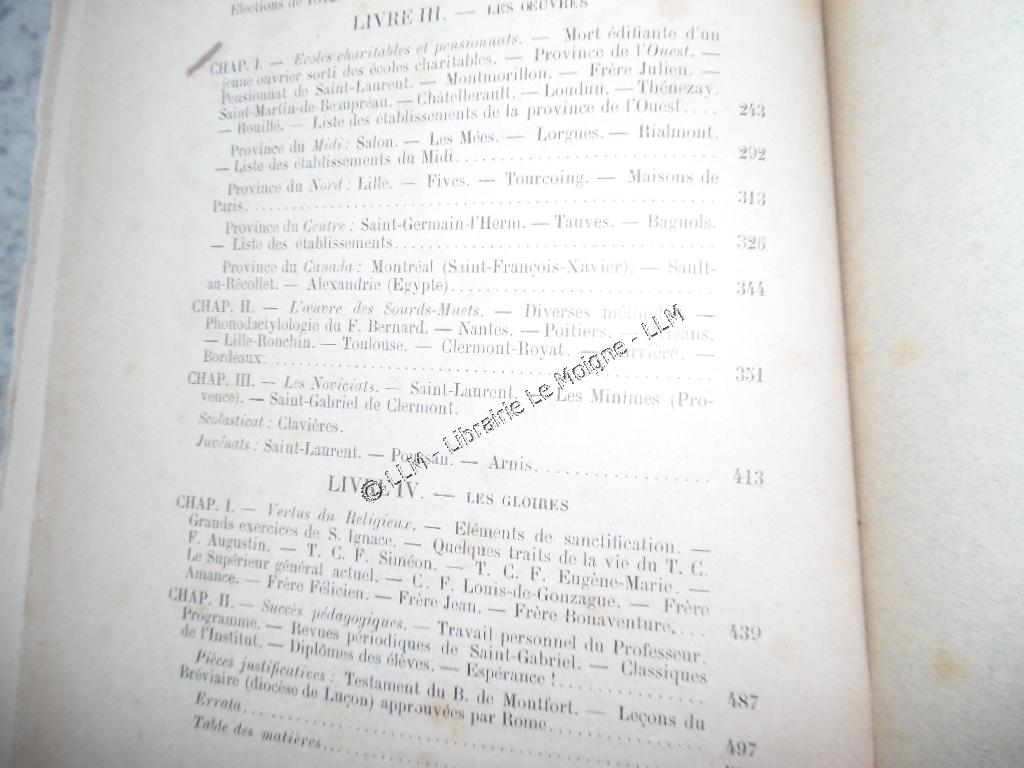 Elections de
LIVRE III. — LES ŒUVRES
CHAP. I. — Ecoles charitables et pensionnats. — Mort édifiante d'un
jeune ouvrier sorti des écoles charitables. — Province de l'Ouest. —
Pensionnat de Saint-Laurent. — Montmorillon. — Frère Julien. —
Saint-Martin-de-Beaupréau. — Châtellerault. — Loudun. — Thénezay.
— Rouillé. — Liste des établissements de la province de l'Ouest.... 243
Province du Midi : Salon. — Les Mées. — Lorgues. — Rialmont.
— Liste des établissements du Midi........ 292
Province du Nord : Lille. — Fives. — Tourcoing. — Maisons de
Paris........ 313
Province du Centre : Saint-Germain-l'Herm. — Tauves. — Bagnols.
— Liste des établissements........ 326
Province du Canada : Montréal (Saint-François-Xavier). — Sault-
au-Récollet. — Alexandrie (Egypte)........ 344
CHAP. II. — L'œuvre des Sourds-Muets. — Diverses —
Phonodactylologie du F. Bernard. — Nantes. — Poitiers. —
— Lille-Ronchin. — Toulouse. — Clermont-Royat. — —
Bordeaux........ 351
CHAP. III. — Les Noviciats. — Saint-Laurent. — Les Minimes (Pro-
vence). — Saint-Gabriel de Clermont.
Scolasticat : Clavières.
Juvénats : Saint-Laurent. — — Arnis........ 413
LIVRE IV. — LES GLOIRES
CHAP. I. — Vertus du Religieux. — Eléments de sanctification. —
Grands exercices de S. Ignace. — Quelques traits de la vie du T. C.
F. Augustin. — T. C. F. Siméon. — T. C. F. Eugène-Marie. —
Le Supérieur général actuel. — C. F. Louis-de-Gonzague. — Frère
Amance. — Frère Félicien. — Frère Jean. — Frère Bonaventure.... 439
CHAP. II. — Succès pédagogiques. — Travail personnel du Professeur.
Programme. — Revues périodiques de Saint-Gabriel. — Classiques
de l'Institut. — Diplômes des élèves. — Espérance !........ 487
Pièces justificatives : Testament du B. de Montfort. — Leçons du
Bréviaire (diocèse de Luçon) approuvées par Rome........ 497
Errata........
Table des matières........
© LLM - Librairie Le Moigne - LLM